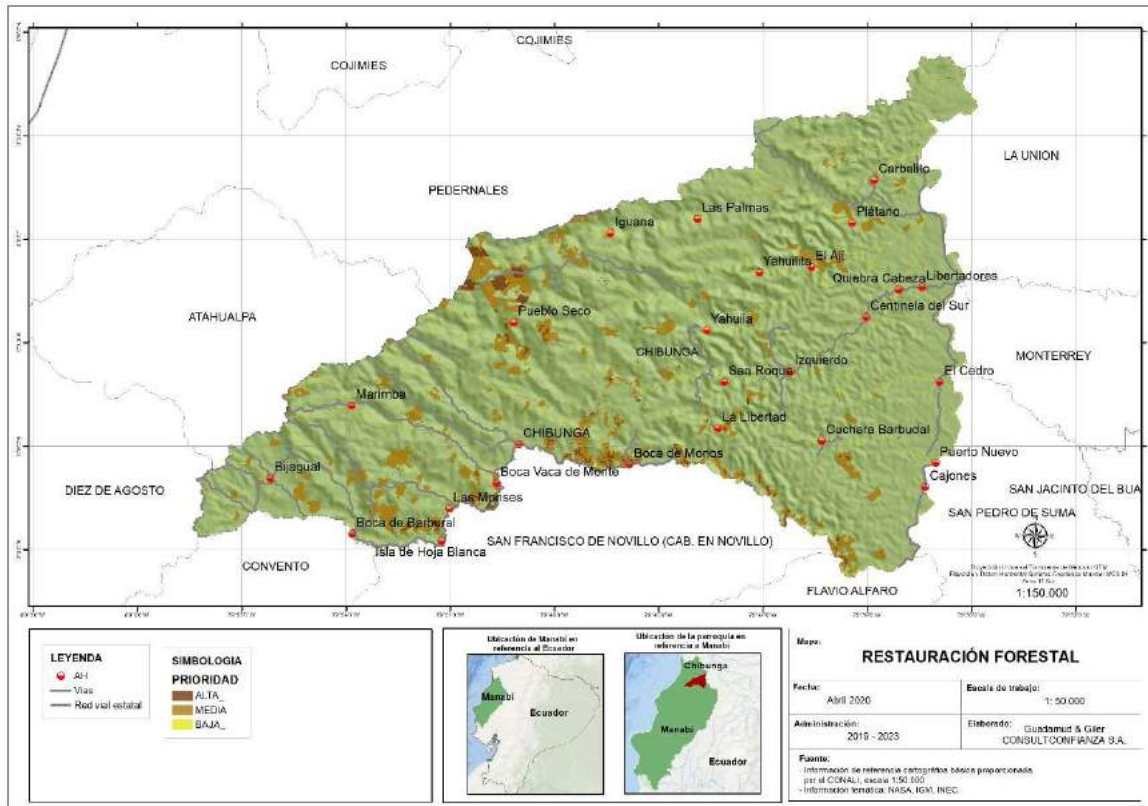 COJIMIES
COJIMIES
LA UNION
PEDERNALES
Carbalito
Las Palmas
Plátano
Iguana
Yahuilita
El Ají
Quiebra Cabeza
Libertadores
Centinela del Sur
ATAHUALPA
Pueblo Seco
Yahuila
CHIBUNGA
MONTERREY
San Roque
Izquierdo
El Cedro
Marimba
La Libertad
CHIBUNGA
Cuchara Barbudal
Boca de Monos
Puerto Nuevo
Bijagual
Boca Vaca de Monte
Cajones
DIEZ DE AGOSTO
SAN JACINTO DEL BUA
Las Morises
SAN PEDRO DE SUMA
Boca de Barbural
Isla de Hoja Blanca
SAN FRANCISCO DE NOVILLO (CAB. EN NOVILLO)
CONVENTO
FLAVIO ALFARO
1:150.000
LEYENDA
AH
Vias
Red vial estatal
SIMBOLOGIA
PRIORIDAD
ALTA_
MEDIA
BAJA_
Ubicación de Manabí en
referencia al Ecuador
Manabí
Ecuador
Ubicación de la parroquia en
referencia a Manabí
Chibunga
Manabí
Ecuador
Mapa:
RESTAURACIÓN FORESTAL
Fecha:
Abril 2020
Escala de trabajo:
1: 50.000
Administración:
2019 - 2023
Elaborado:
Guadamud & Giler
CONSULTCONFIANZA S.A.
Fuente:
- Información de referencia cartográfica básica proporcionada
por el CONALI, escala 1:50.000
- Información temática: NASA, IGM, INEC